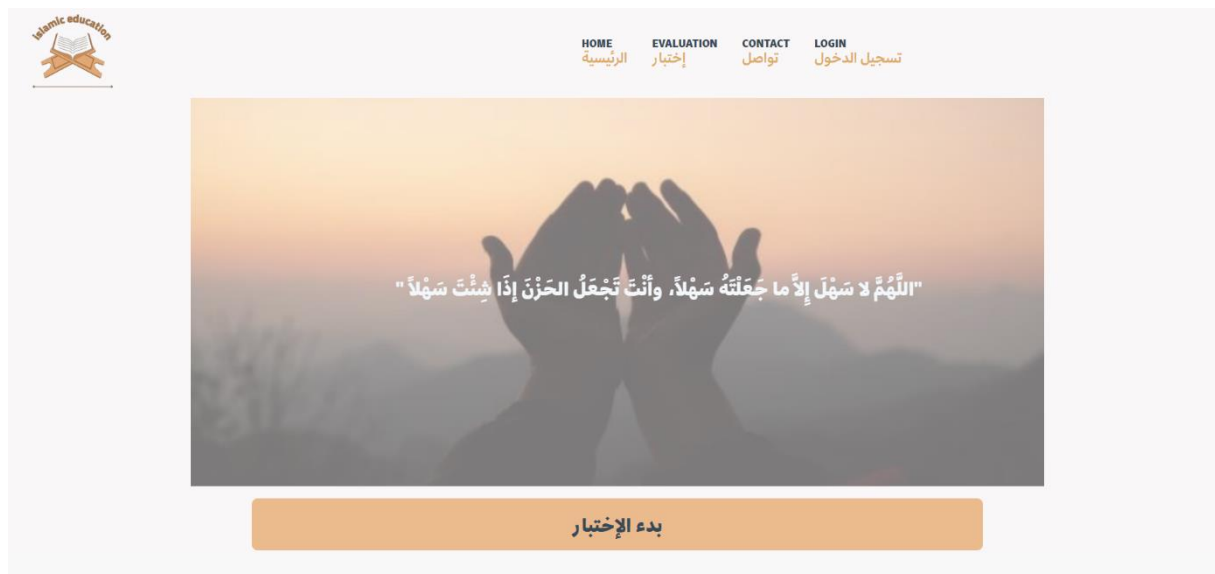 Islamic education
HOME EVALUATION CONTACT LOGIN
الرئيسية إختبار تواصل تسجيل الدخول
"اللَّهُمَّ لا سَهْلَ إِلاَّ ما جَعَلْتَهُ سَهْلاً، وأنْتَ تَجْعَلُ الحَزْنَ إذَا شِئْتَ سَهْلاً "
بدء الإختبار